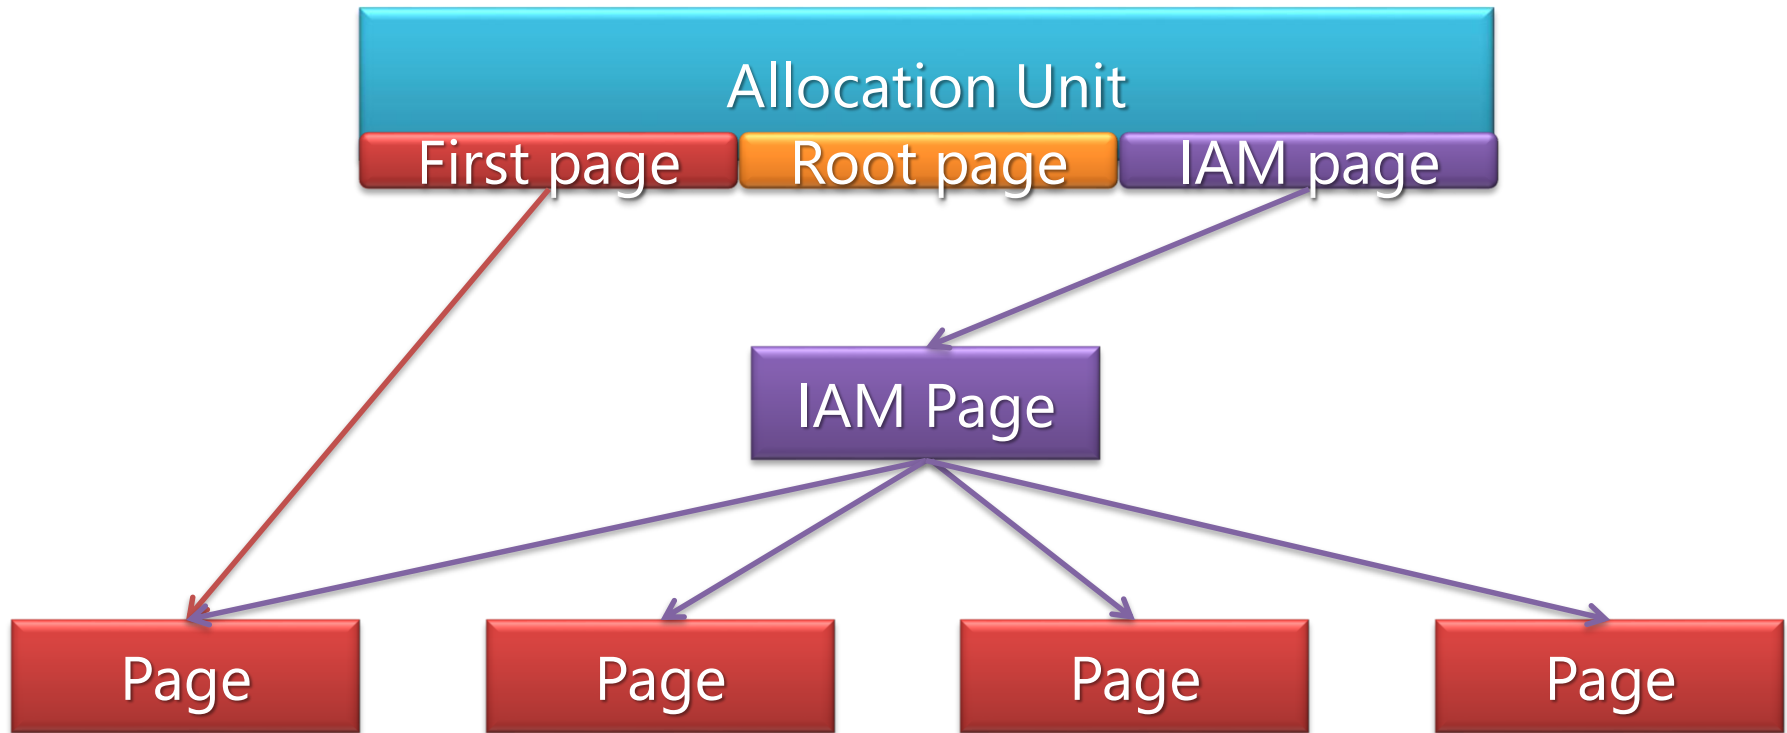 Allocation Unit
First page
Root page
IAM page
IAM Page
Page
Page
Page
Page